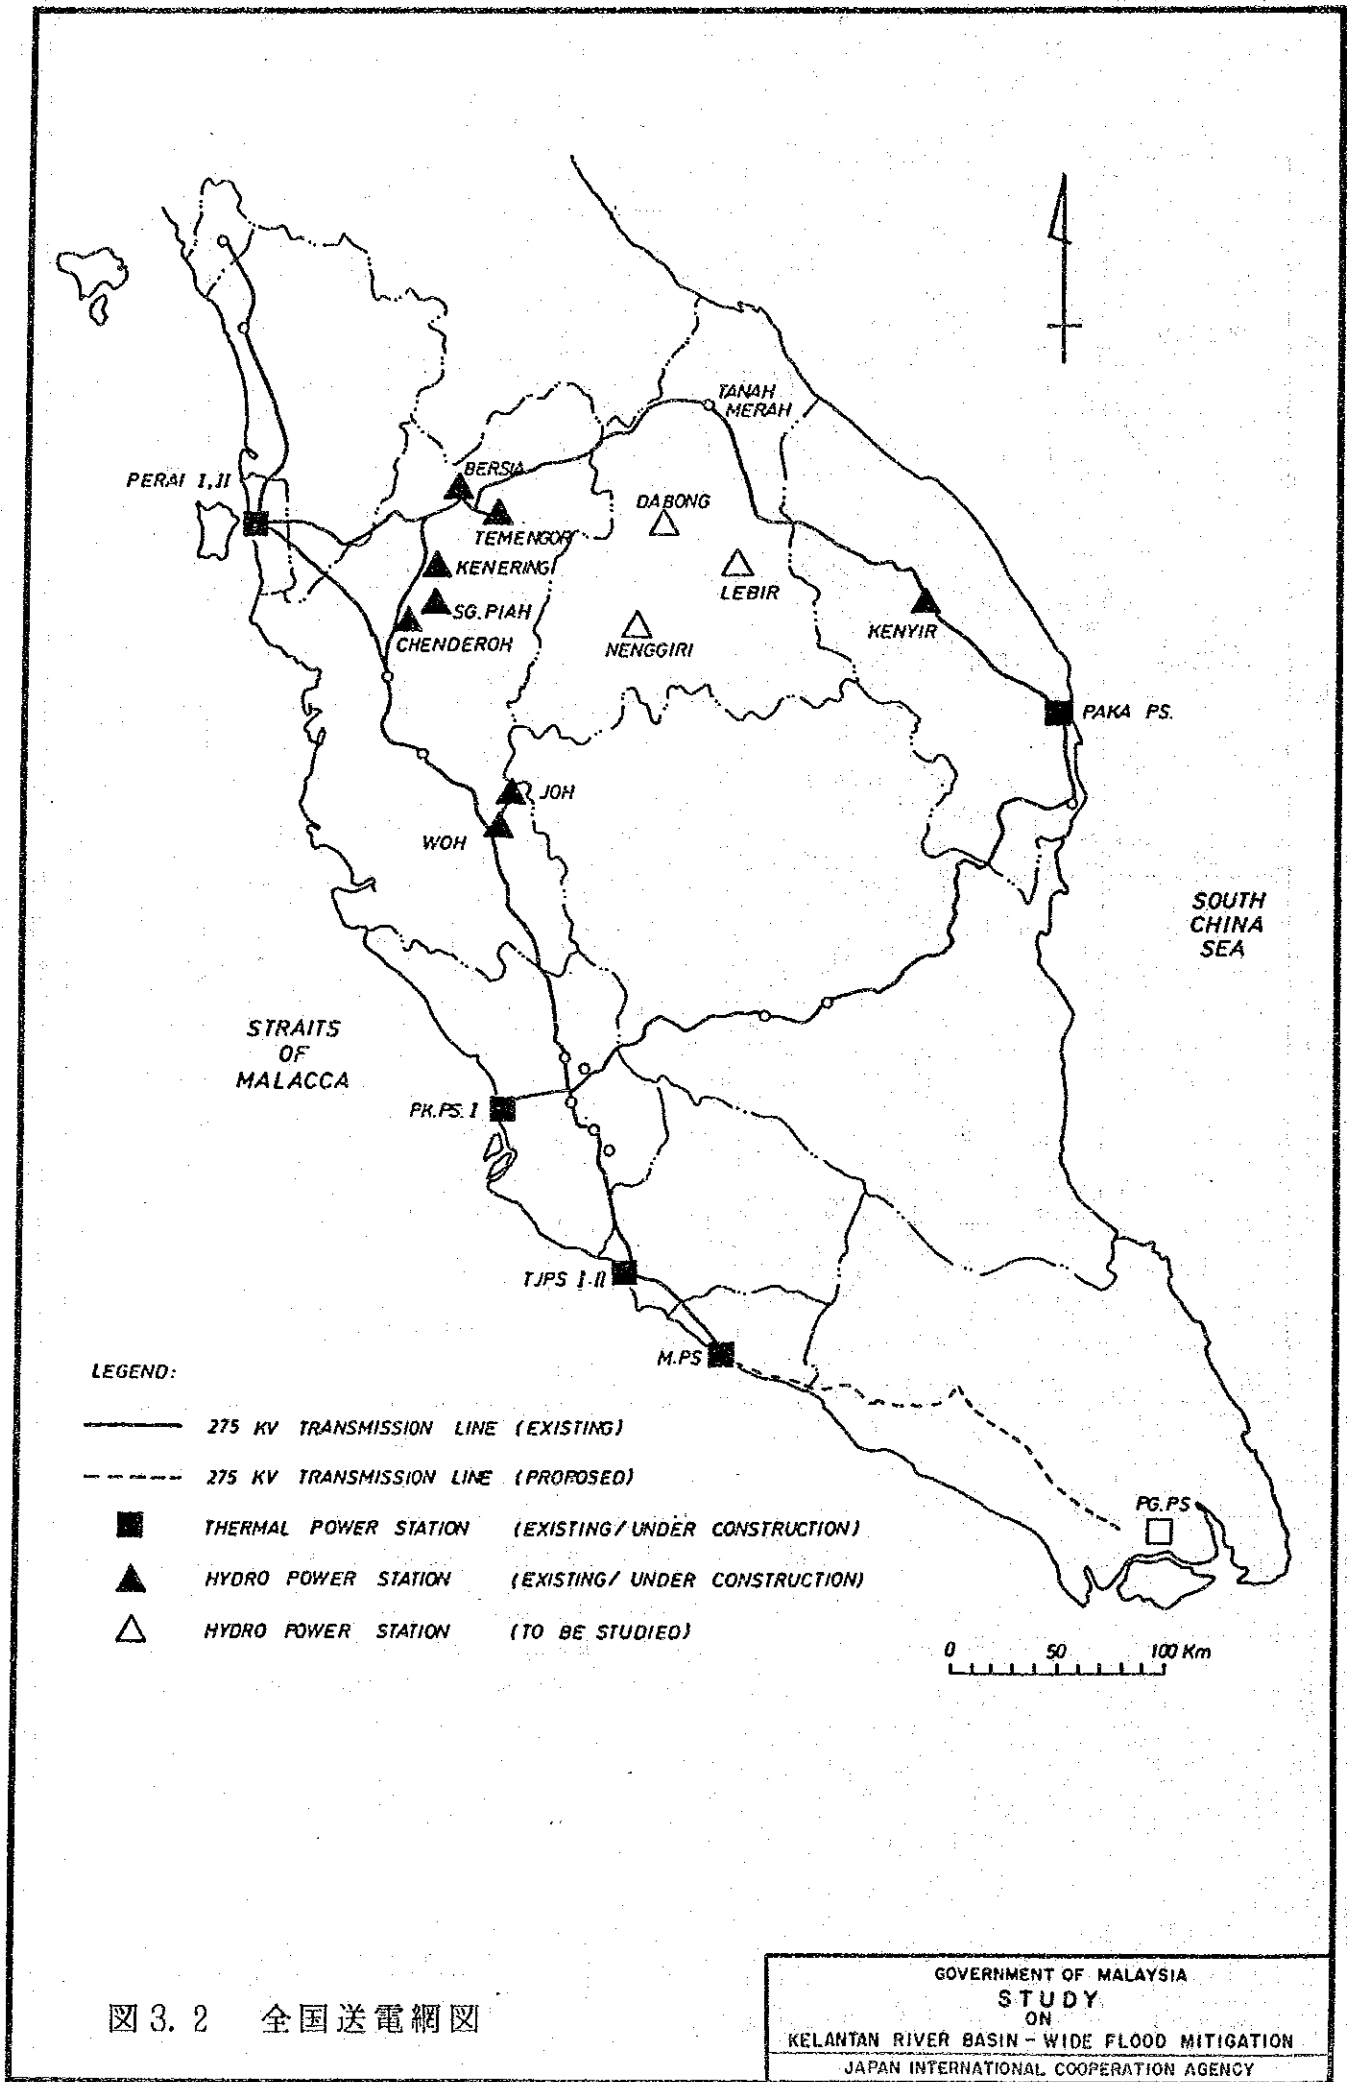 TANAH
MERAH
BERSIA
PERAI I,II
DABONG
TEMENGOR
KENERING
LEBIR
SG.PIAH
KENYIR
CHENDEROH
NENGGIRI
PAKA PS.
JOH
WOH
SOUTH
CHINA
SEA
STRAITS
OF
MALACCA
PK.PS. I
TJPS I-II
M.PS
LEGEND:
275 KV TRANSMISSION LINE (EXISTING)
275 KV TRANSMISSION LINE (PROPOSED)
PG.PS
THERMAL POWER STATION (EXISTING/ UNDER CONSTRUCTION)
HYDRO POWER STATION (EXISTING/ UNDER CONSTRUCTION)
HYDRO POWER STATION (TO BE STUDIED)
0 50 100 Km
図 3. 2 全国送電網図
GOVERNMENT OF MALAYSIA
STUDY
ON
KELANTAN RIVER BASIN - WIDE FLOOD MITIGATION
JAPAN INTERNATIONAL COOPERATION AGENCY